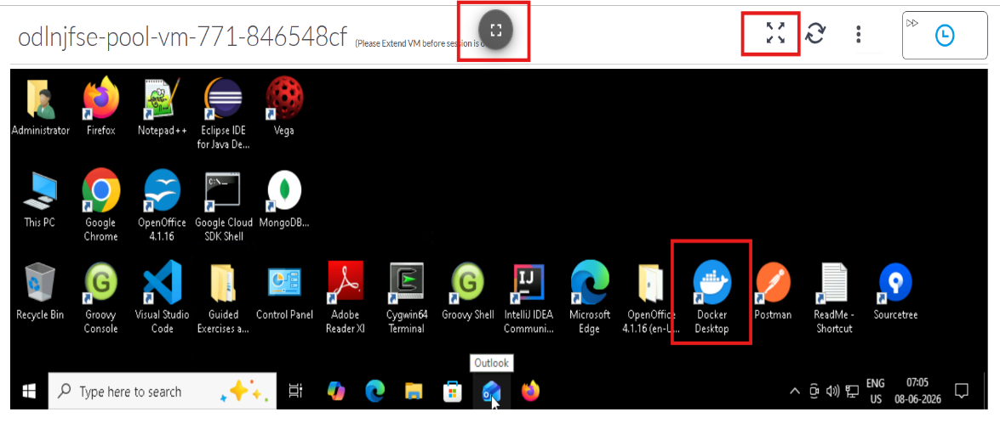 odlnjfse-pool-vm-771-846548cf (Please Extend VM before session is o
Administrator
Firefox
Notepad++
Eclipse IDE
for Java De...
Vega
This PC
Google
Chrome
OpenOffice
4.1.16
Google Cloud
SDK Shell
MongoDB...
Recycle Bin
Groovy
Console
Visual Studio
Code
Guided
Exercises a...
Control Panel
Adobe
Reader XI
Cygwin64
Terminal
Groovy Shell
IntelliJ IDEA
Communi...
Microsoft
Edge
OpenOffice
4.1.16 (en-U...
Docker
Desktop
Postman
ReadMe -
Shortcut
Sourcetree
Outlook
Type here to search
ENG
US
07:05
08-06-2026